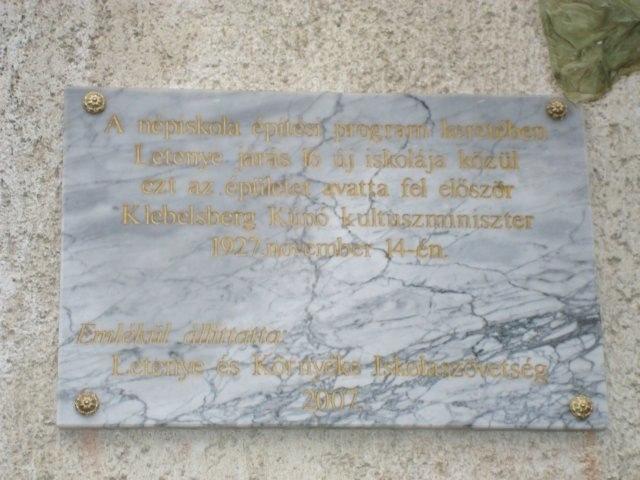 A népiskola építési program keretében
Letenye járás 16 új iskolája közül
ezt az épületet avatta fel először
Klebelsberg Kunó kultuszminiszter
1927. november 14-én.
Emlékül állíttatta:
Letenye és Környéke Iskolaszövetség
2007.